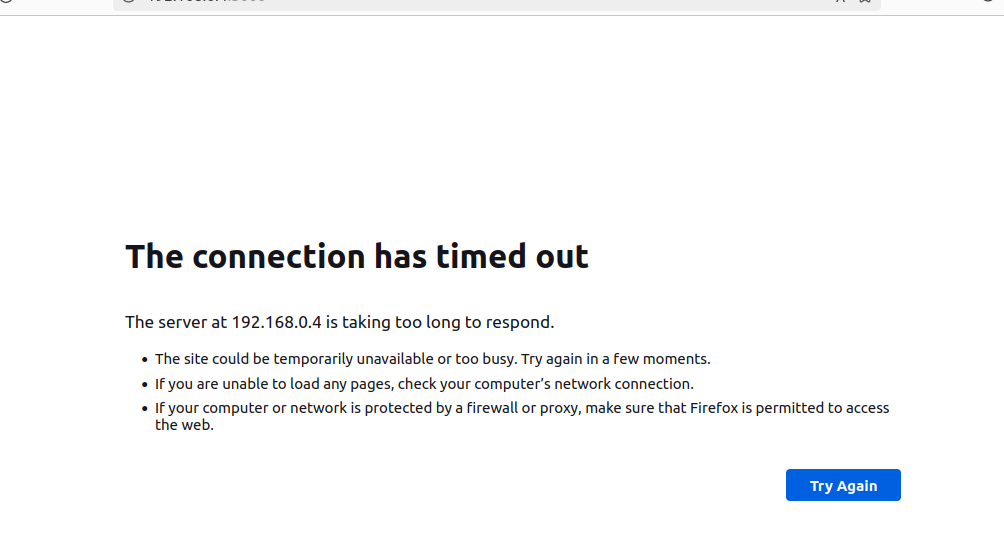 The connection has timed out
The server at 192.168.0.4 is taking too long to respond.
• The site could be temporarily unavailable or too busy. Try again in a few moments.
• If you are unable to load any pages, check your computer’s network connection.
• If your computer or network is protected by a firewall or proxy, make sure that Firefox is permitted to access
the web.
Try Again